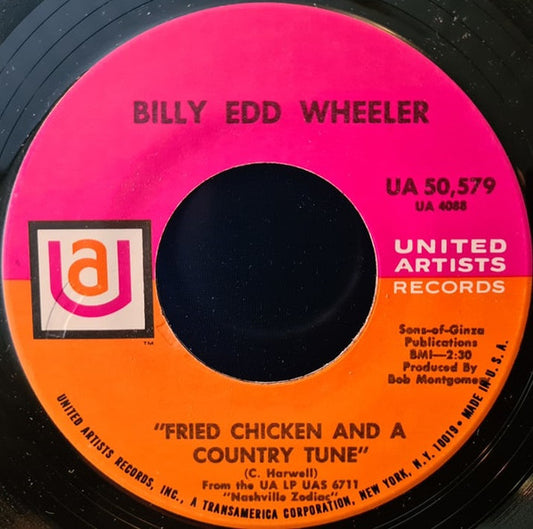 BILLY EDD WHEELER
UA 50,579
UA 4088
ua
TM
UNITED
ARTISTS
RECORDS
Sons-of-Ginza
Publications
BMI—2:30
Produced By
Bob Montgomery
"FRIED CHICKEN AND A
COUNTRY TUNE"
(C. Harwell)
From the UA LP UAS 6711
"Nashville Zodiac"
UNITED ARTISTS RECORDS, INC., A TRANSAMERICA CORPORATION, NEW YORK, N.Y. 10019 • MADE IN U.S.A.